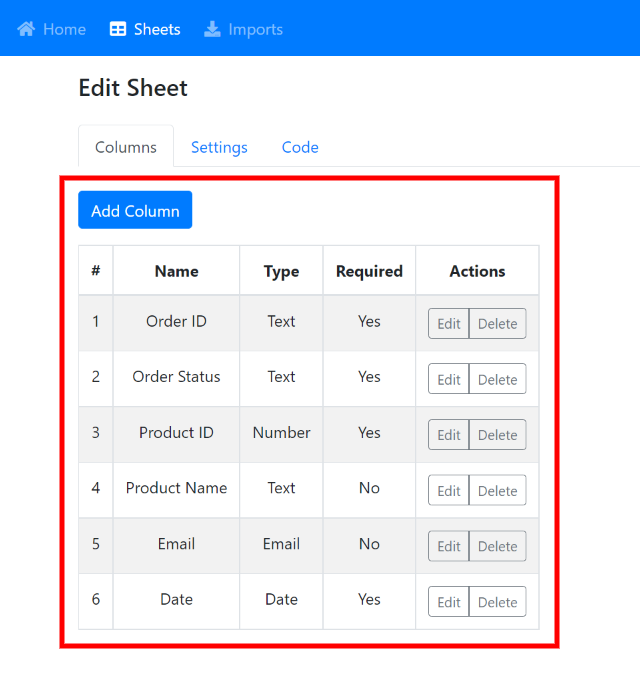 Home Sheets Imports
Edit Sheet
Columns Settings Code
Add Column
# Name Type Required Actions
1 Order ID Text Yes Edit Delete
2 Order Status Text Yes Edit Delete
3 Product ID Number Yes Edit Delete
4 Product Name Text No Edit Delete
5 Email Email No Edit Delete
6 Date Date Yes Edit Delete